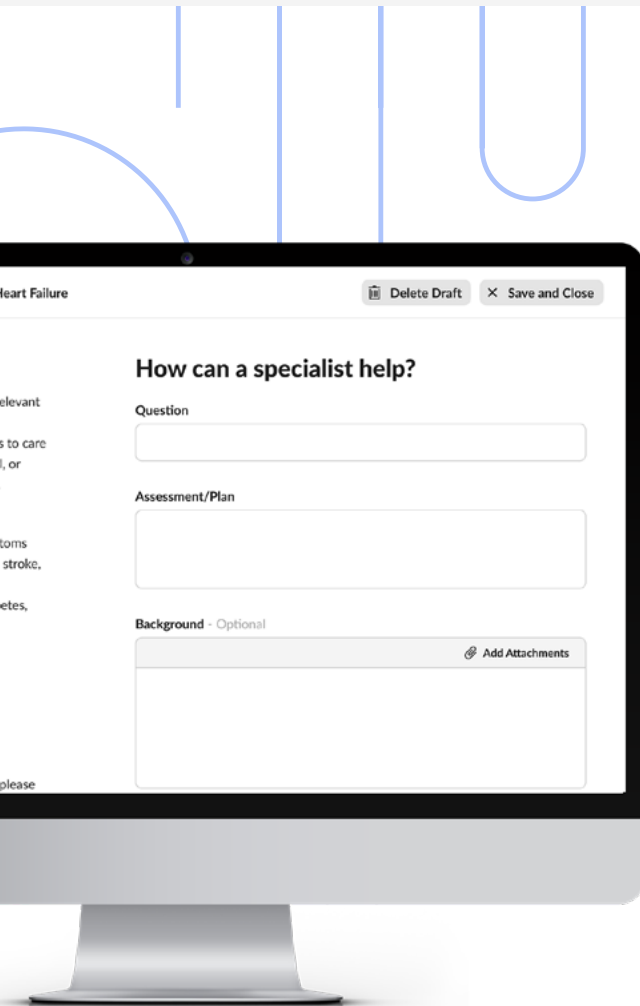 Heart Failure
Delete Draft
Save and Close
elevant
s to care
l, or
toms
stroke,
etes,
please
How can a specialist help?
Question
Assessment/Plan
Background - Optional
Add Attachments